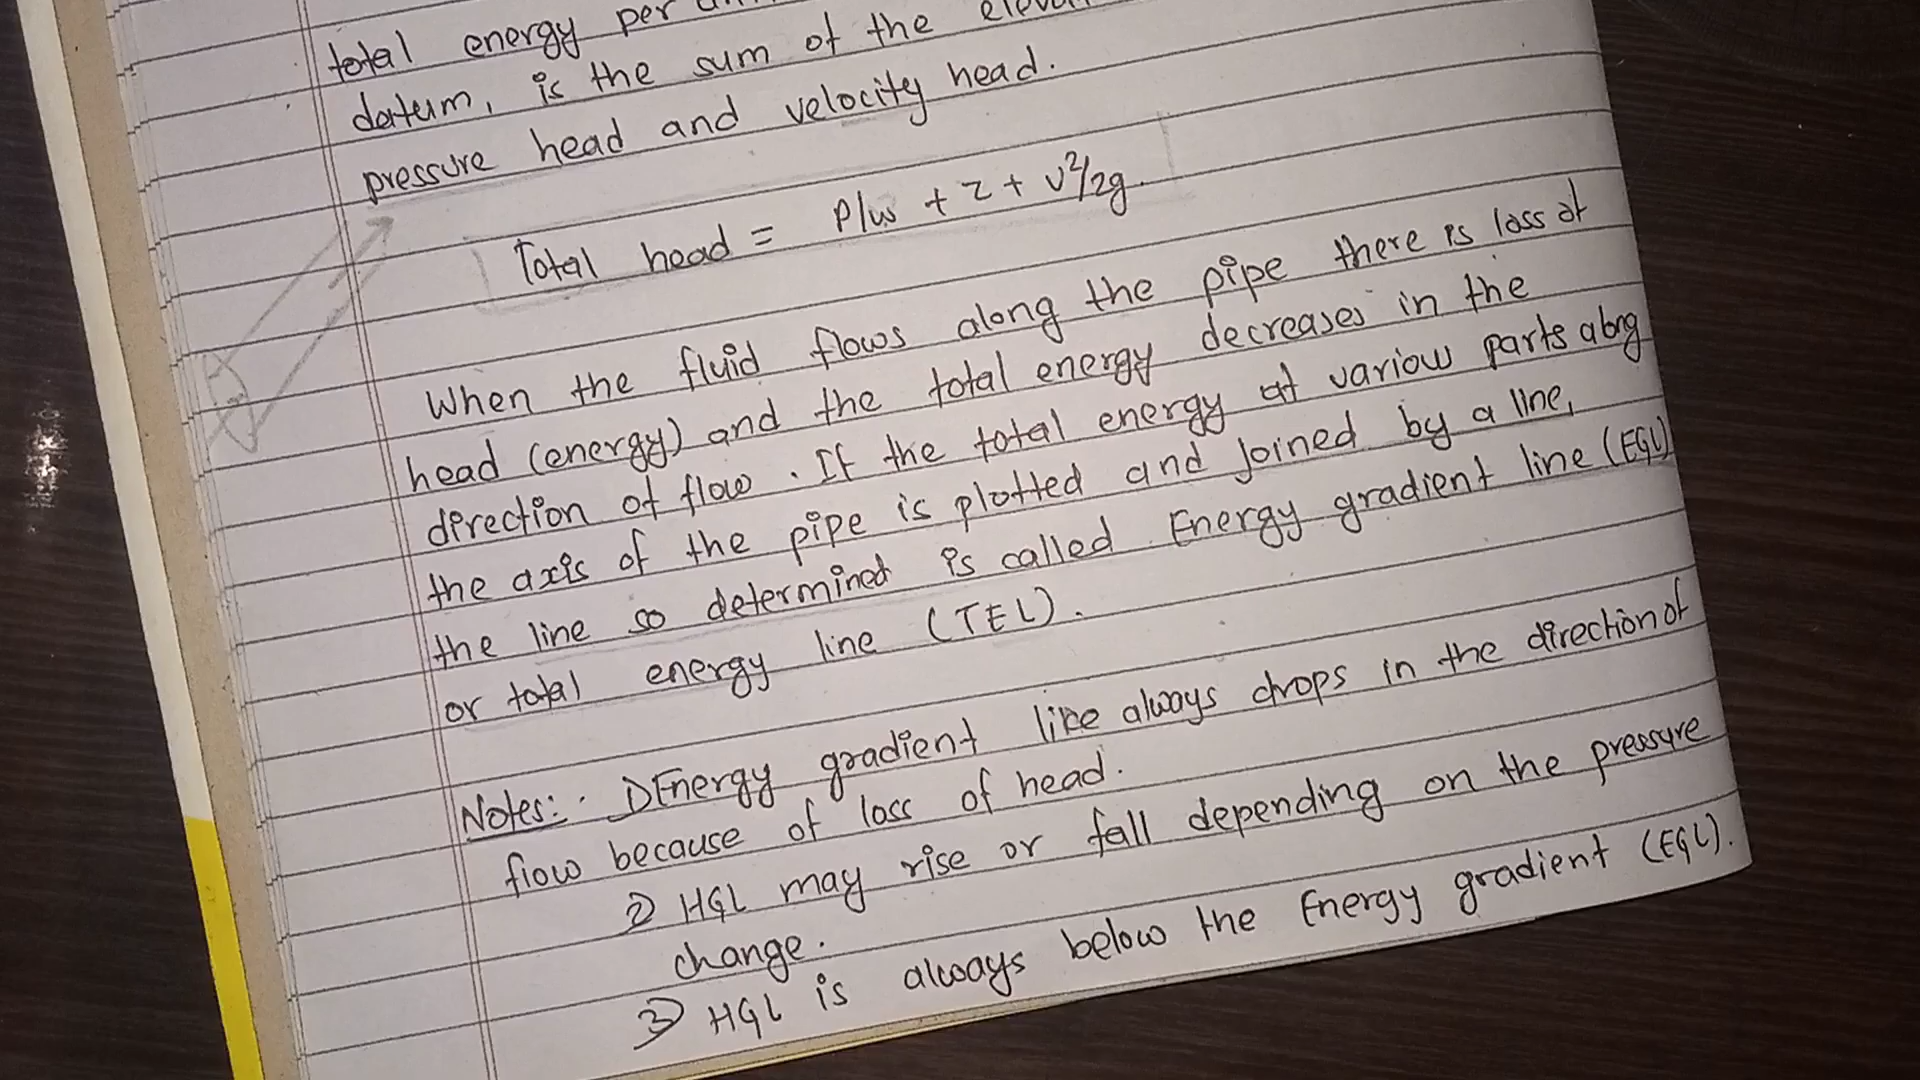 total energy per
datum, is the sum of the
pressure head and velocity head.
Total head = P/w + z + v²/2g.
When the fluid flows along the pipe there is loss of
head (energy) and the total energy decreases in the
direction of flow. If the total energy at various parts along
the axis of the pipe is plotted and joined by a line,
the line so determined is called Energy gradient line (EGL)
or total energy line (TEL).
Notes:- 1) Energy gradient like always drops in the direction of
flow because of loss of head.
2) HGL may rise or fall depending on the pressure
change.
3) HGL is always below the Energy gradient (EGL).